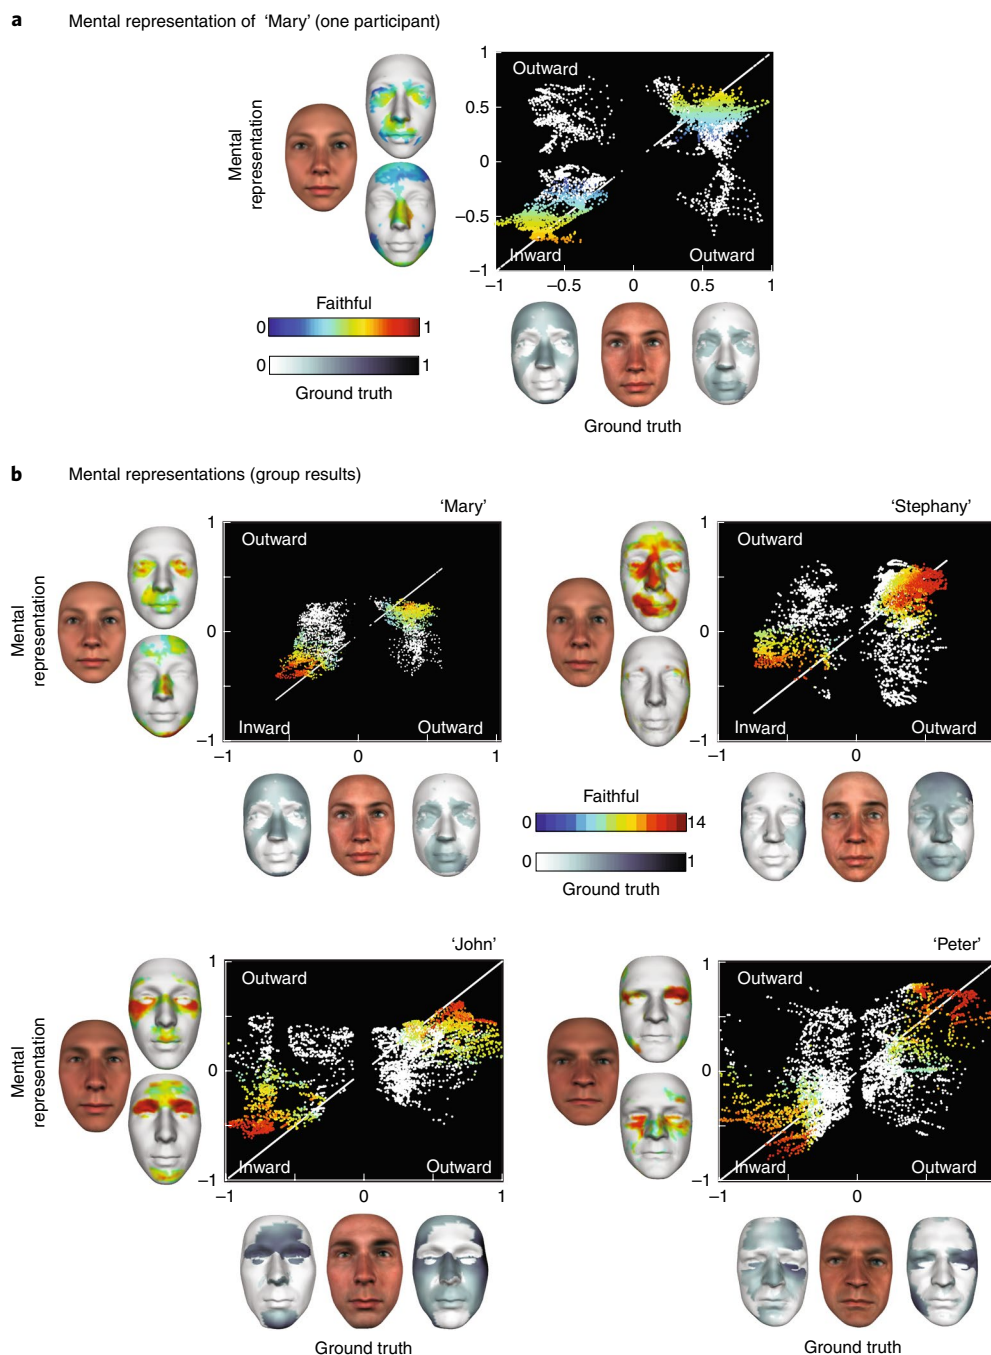 a Mental representation of 'Mary' (one participant)
Mental
representation
1
0.5
0
−0.5
−1
Outward
Inward
Outward
−1
−0.5
0
0.5
1
Faithful
0
1
0
1
Ground truth
Ground truth
b Mental representations (group results)
'Mary'
Mental
representation
1
0
−1
Outward
Inward
Outward
−1
0
1
'Stephany'
1
0
−1
Outward
Inward
Outward
−1
0
Faithful
0
14
0
1
Ground truth
'John'
Mental
representation
1
0
−1
Outward
Inward
Outward
−1
0
1
Ground truth
'Peter'
1
0
−1
Outward
Inward
Outward
−1
0
Ground truth